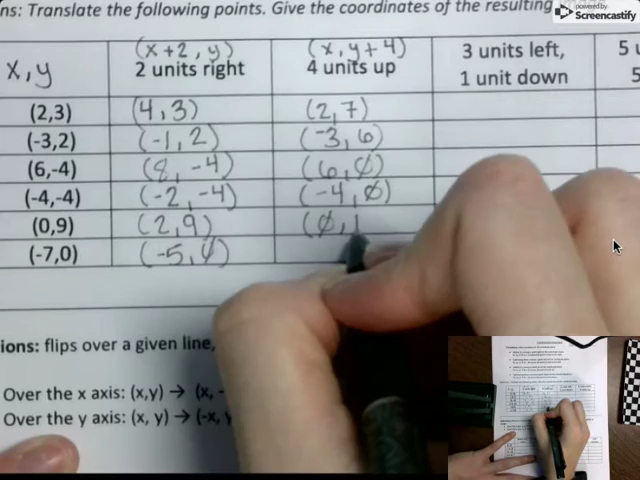 ns: Translate the following points. Give the coordinates of the resulting
powered by
Screencastify
x, y
(x+2, y)
2 units right
(x, y+4)
4 units up
3 units left,
1 unit down
5 u
5
(2,3) (4,3) (2,7)
(-3,2) (-1,2) (-3,6)
(6,-4) (8,-4) (6,0)
(-4,-4) (-2,-4) (-4,0)
(0,9) (2,9) (0,1
(-7,0) (-5,0)
ions: flips over a given line,
Over the x axis: (x,y) → (x, -
Over the y axis: (x, y) → (-x, y